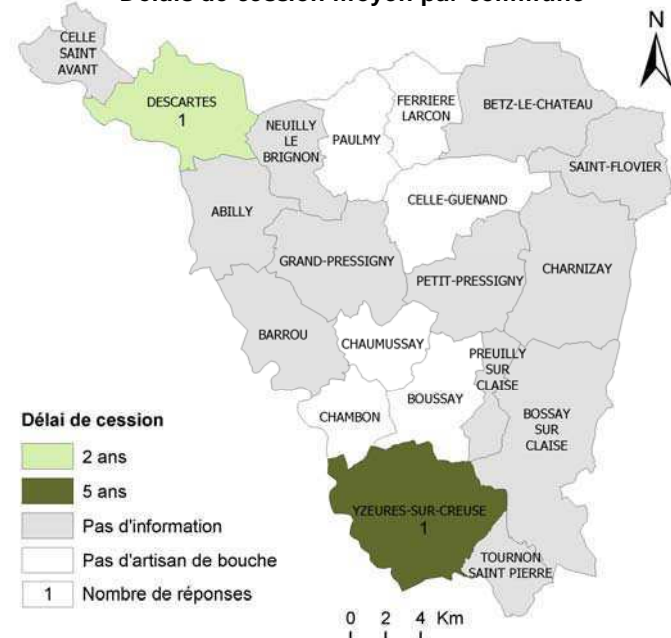 Délais de cession moyen par commune
N
CELLE
SAINT
AVANT
DESCARTES
1
NEUILLY
LE
BRIGNON
PAULMY
FERRIERE
LARCON
BETZ-LE-CHATEAU
SAINT-FLOVIER
ABILLY
CELLE-GUENAND
GRAND-PRESSIGNY
PETIT-PRESSIGNY
CHARNIZAY
BARROU
CHAUMUSSAY
PREUILLY
SUR
CLAISE
CHAMBON
BOUSSAY
BOSSAY
SUR
CLAISE
YZEURES-SUR-CREUSE
1
TOURNON
SAINT PIERRE
Délai de cession
2 ans
5 ans
Pas d'information
Pas d'artisan de bouche
1 Nombre de réponses
0 2 4 Km